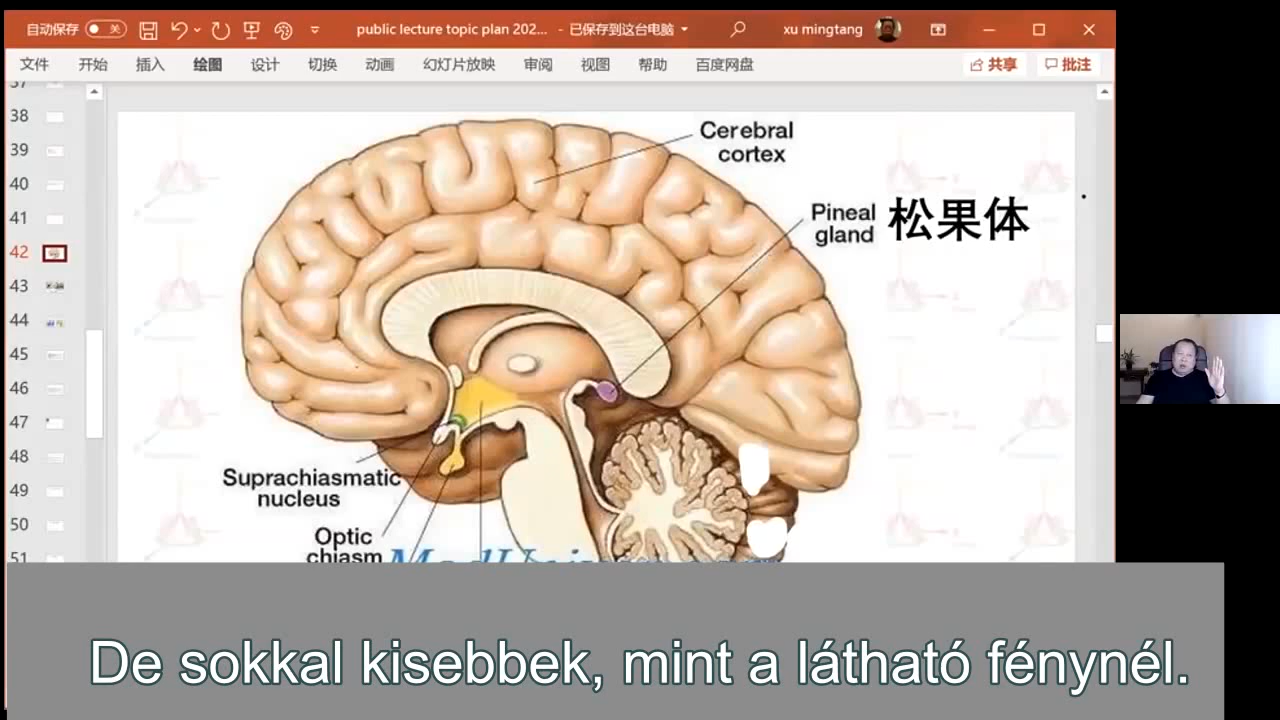 自动保存 关 public lecture topic plan 202... - 已保存到这台电脑 xu mingtang
文件 开始 插入 绘图 设计 切换 动画 幻灯片放映 审阅 视图 帮助 百度网盘 共享 批注
37
38
39
40
41
42
43
44
45
46
47
48
49
50
51
Cerebral
cortex
Pineal
gland
松果体
Suprachiasmatic
nucleus
Optic
chiasm
De sokkal kisebbek, mint a látható fénynél.